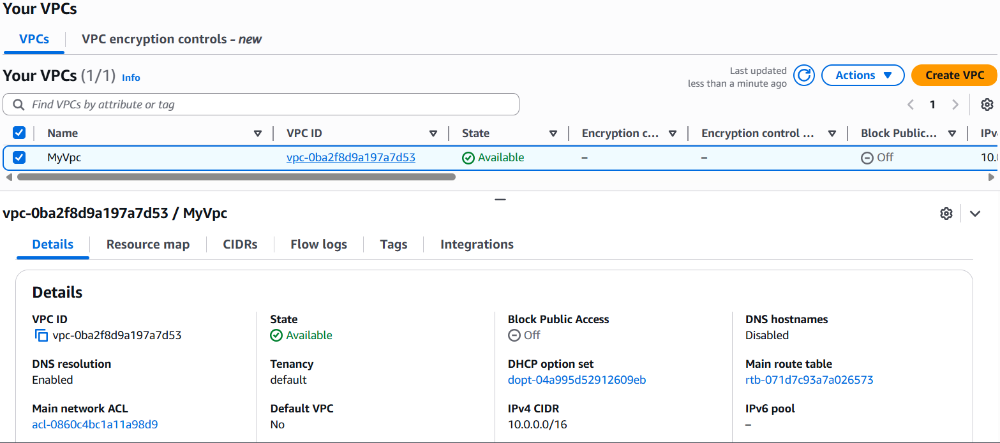 Your VPCs
VPCs
VPC encryption controls - new
Your VPCs (1/1) Info
Last updated
less than a minute ago
Actions
Create VPC
Find VPCs by attribute or tag
1
Name
VPC ID
State
Encryption c...
Encryption control ...
Block Public...
IPv
MyVpc
vpc-0ba2f8d9a197a7d53
Available
–
–
Off
10.
vpc-0ba2f8d9a197a7d53 / MyVpc
Details
Resource map
CIDRs
Flow logs
Tags
Integrations
Details
VPC ID
vpc-0ba2f8d9a197a7d53
State
Available
Block Public Access
Off
DNS hostnames
Disabled
DNS resolution
Enabled
Tenancy
default
DHCP option set
dopt-04a995d52912609eb
Main route table
rtb-071d7c93a7a026573
Main network ACL
acl-0860c4bc1a11a98d9
Default VPC
No
IPv4 CIDR
10.0.0.0/16
IPv6 pool
–